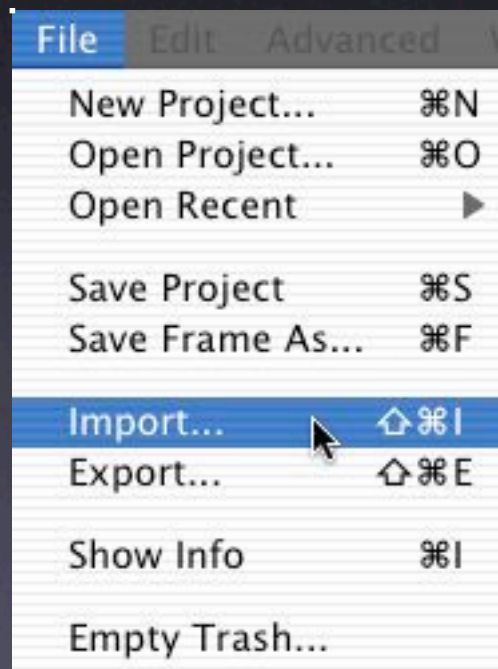 File Edit Advanced
New Project... ⌘N
Open Project... ⌘O
Open Recent ▶
Save Project ⌘S
Save Frame As... ⌘F
Import... ⇧⌘I
Export... ⇧⌘E
Show Info ⌘I
Empty Trash...